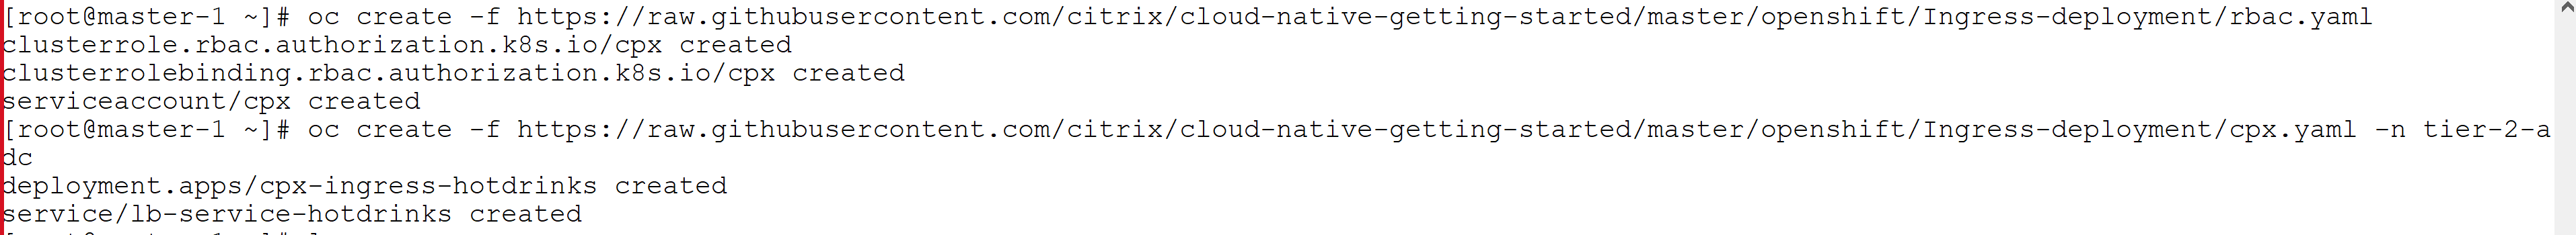 [root@master-1 ~]# oc create -f https://raw.githubusercontent.com/citrix/cloud-native-getting-started/master/openshift/Ingress-deployment/rbac.yaml
clusterrole.rbac.authorization.k8s.io/cpx created
clusterrolebinding.rbac.authorization.k8s.io/cpx created
serviceaccount/cpx created
[root@master-1 ~]# oc create -f https://raw.githubusercontent.com/citrix/cloud-native-getting-started/master/openshift/Ingress-deployment/cpx.yaml -n tier-2-a
dc
deployment.apps/cpx-ingress-hotdrinks created
service/lb-service-hotdrinks created